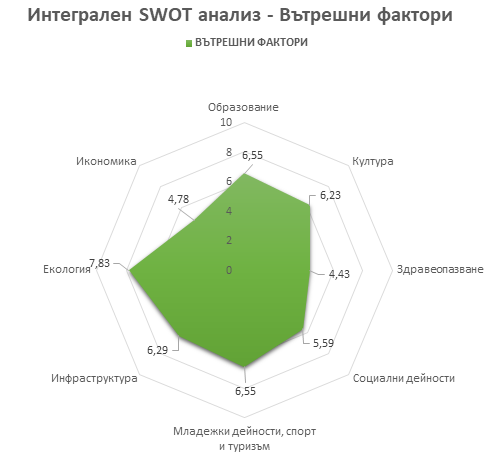 Интегрален SWOT анализ - Вътрешни фактори
ВЪТРЕШНИ ФАКТОРИ
Образование
10
8
6,55
6
4
2
0
Култура
6,23
Здравеопазване
4,43
Социални дейности
5,59
Младежки дейности, спорт
и туризъм
6,55
Инфраструктура
6,29
Екология
7,83
Икономика
4,78